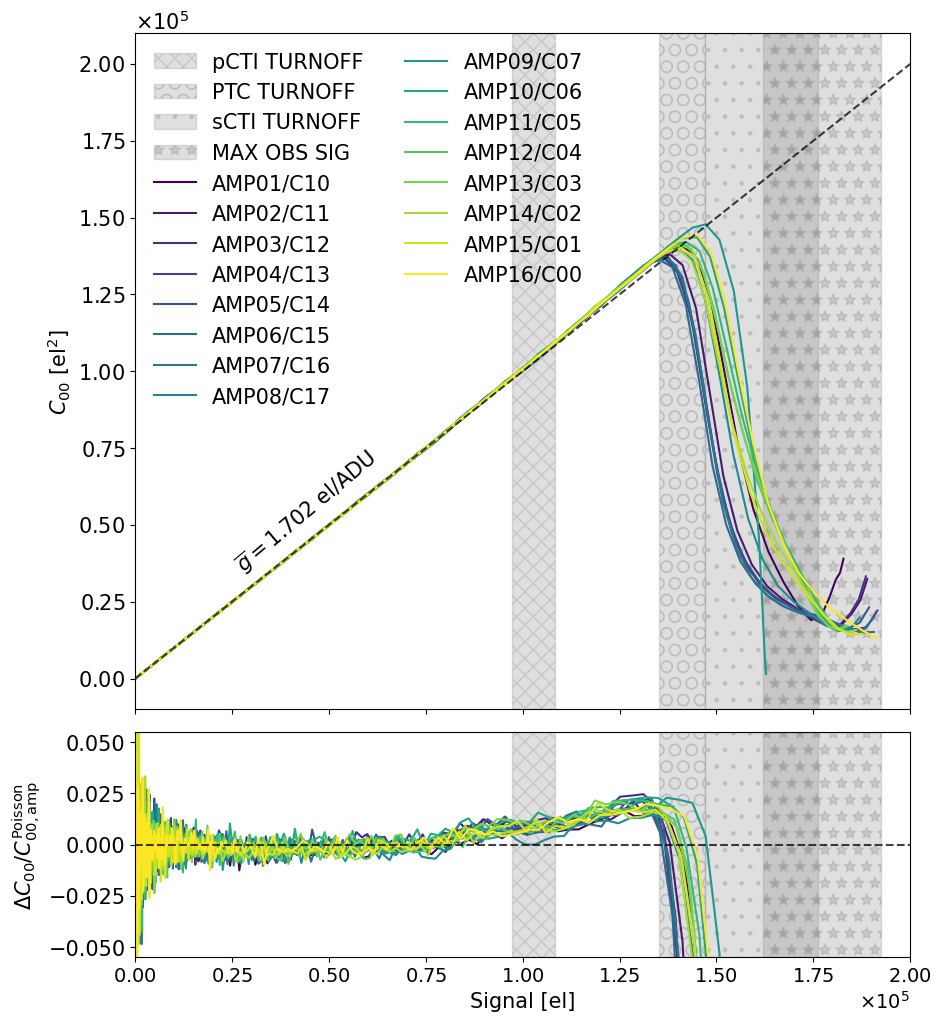 ×10⁵
2.00
1.75
1.50
1.25
1.00
0.75
0.50
0.25
0.00
C₀₀ [el²]
pCTI TURNOFF
PTC TURNOFF
sCTI TURNOFF
MAX OBS SIG
AMP01/C10
AMP02/C11
AMP03/C12
AMP04/C13
AMP05/C14
AMP06/C15
AMP07/C16
AMP08/C17
AMP09/C07
AMP10/C06
AMP11/C05
AMP12/C04
AMP13/C03
AMP14/C02
AMP15/C01
AMP16/C00
g̅ = 1.702 el/ADU
0.050
0.025
0.000
−0.025
−0.050
ΔC₀₀/C₀₀,amp^Poisson
0.00 0.25 0.50 0.75 1.00 1.25 1.50 1.75 2.00
Signal [el]
×10⁵